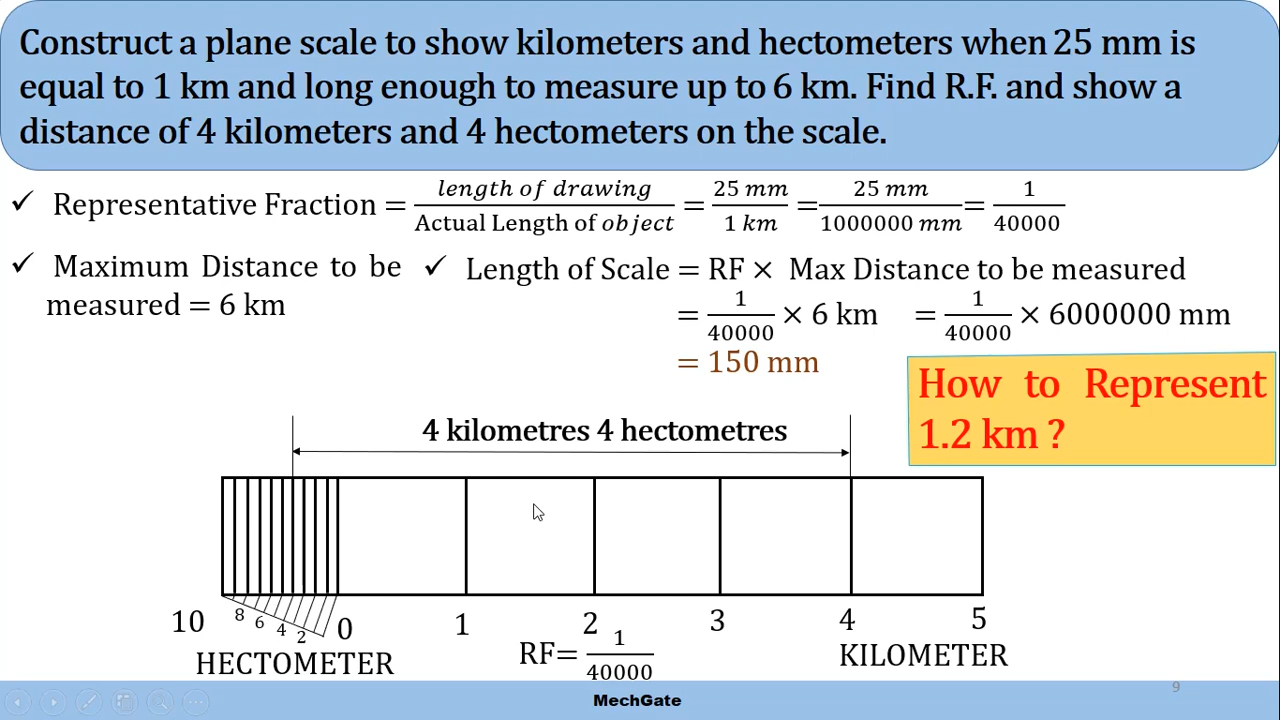 Construct a plane scale to show kilometers and hectometers when 25 mm is
equal to 1 km and long enough to measure up to 6 km. Find R.F. and show a
distance of 4 kilometers and 4 hectometers on the scale.
✓ Representative Fraction = length of drawing / Actual Length of object = 25 mm / 1 km = 25 mm / 1000000 mm = 1 / 40000
✓ Maximum Distance to be
measured = 6 km
✓ Length of Scale = RF × Max Distance to be measured
= 1 / 40000 × 6 km = 1 / 40000 × 6000000 mm
= 150 mm
How to Represent
1.2 km ?
4 kilometres 4 hectometres
10 8 6 4 2 0 1 2 3 4 5
HECTOMETER
RF= 1 / 40000
KILOMETER
MechGate
9